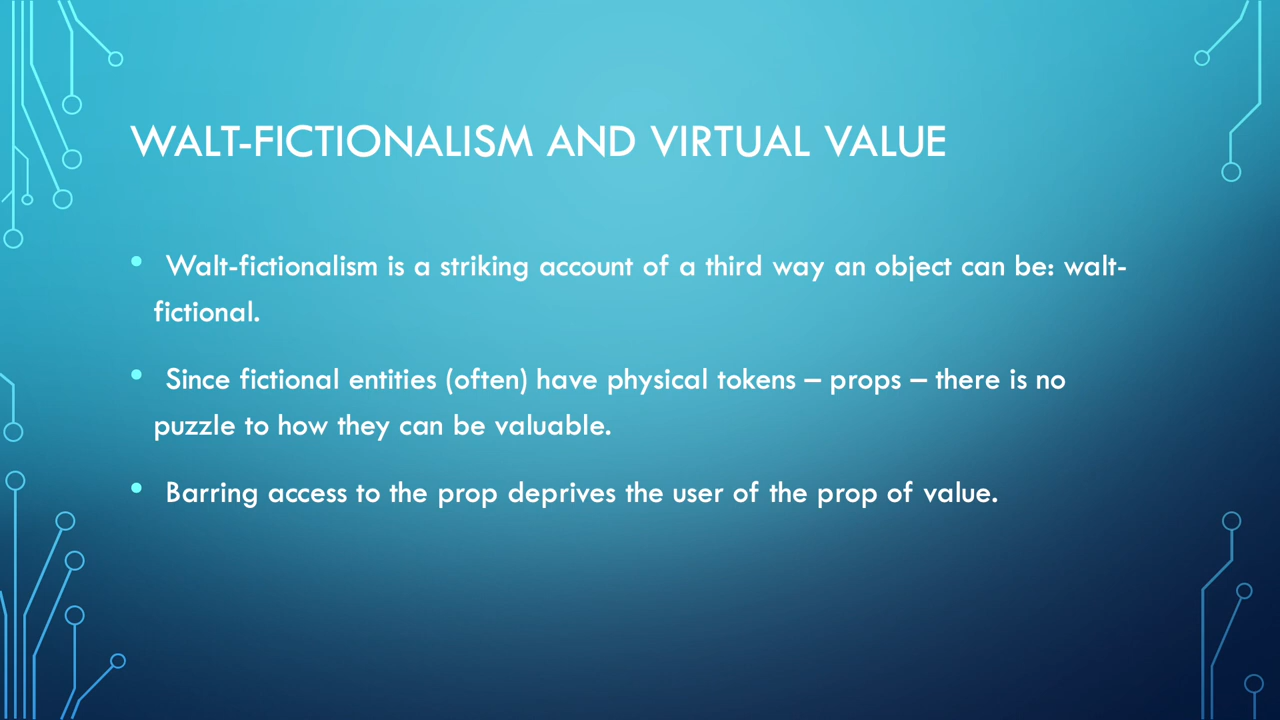 WALT-FICTIONALISM AND VIRTUAL VALUE
• Walt-fictionalism is a striking account of a third way an object can be: walt-
fictional.
• Since fictional entities (often) have physical tokens – props – there is no
puzzle to how they can be valuable.
• Barring access to the prop deprives the user of the prop of value.